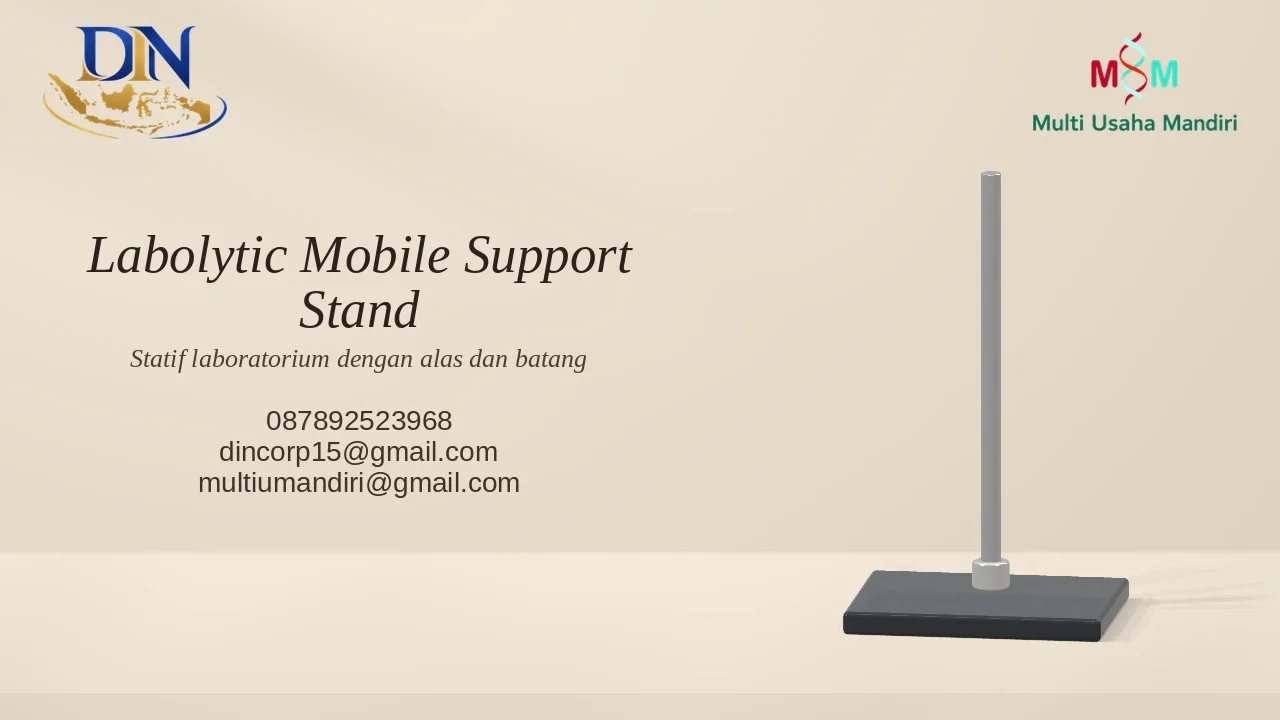 DN
M M
Multi Usaha Mandiri
Labolytic Mobile Support
Stand
Statif laboratorium dengan alas dan batang
087892523968
dincorp15@gmail.com
multiumandiri@gmail.com